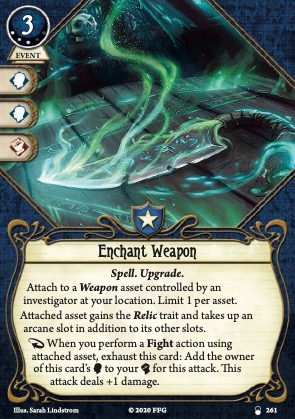 EVENT
3
Enchant Weapon
Spell. Upgrade.
Attach to a Weapon asset controlled by an
investigator at your location. Limit 1 per asset.
Attached asset gains the Relic trait and takes up an
arcane slot in addition to its other slots.
When you perform a Fight action using
attached asset, exhaust this card: Add the owner
of this card's to your for this attack. This
attack deals +1 damage.
Illus. Sarah Lindstrom
© 2020 FFG
261